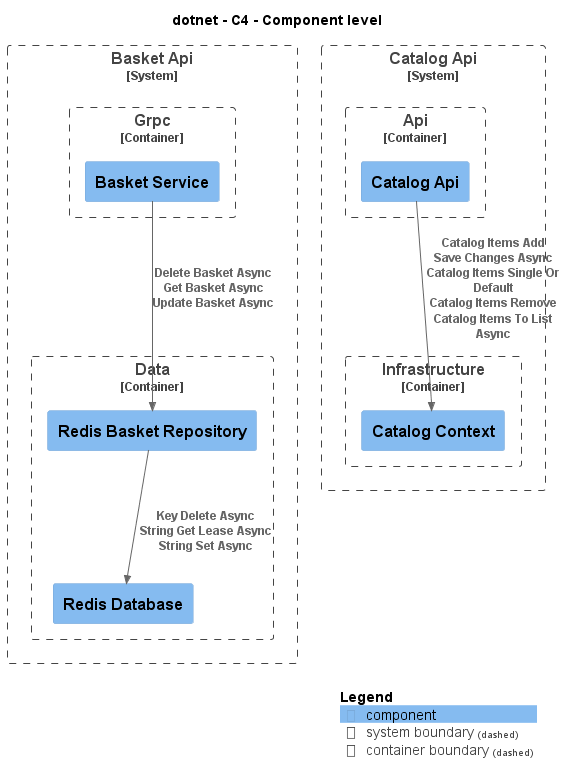 dotnet - C4 - Component level
Basket Api
[System]
Grpc
[Container]
Basket Service
Delete Basket Async
Get Basket Async
Update Basket Async
Data
[Container]
Redis Basket Repository
Key Delete Async
String Get Lease Async
String Set Async
Redis Database
Catalog Api
[System]
Api
[Container]
Catalog Api
Catalog Items Add
Save Changes Async
Catalog Items Single Or
Default
Catalog Items Remove
Catalog Items To List
Async
Infrastructure
[Container]
Catalog Context
Legend
component
system boundary (dashed)
container boundary (dashed)